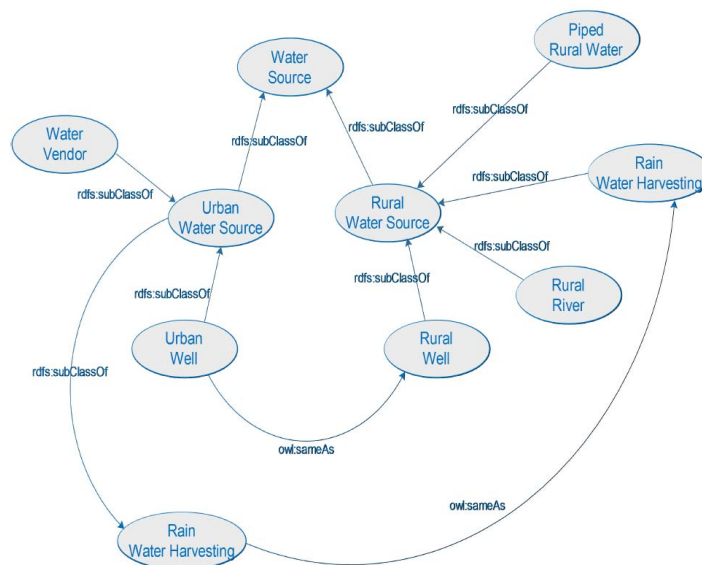 Piped
Rural Water
Water
Source
rdfs:subClassOf
rdfs:subClassOf
Water
Vendor
rdfs:subClassOf
rdfs:subClassOf
Rain
Water Harvesting
rdfs:subClassOf
Urban
Water Source
Rural
Water Source
rdfs:subClassOf
rdfs:subClassOf
rdfs:subClassOf
Rural
River
Urban
Well
Rural
Well
rdfs:subClassOf
owl:sameAs
owl:sameAs
Rain
Water Harvesting